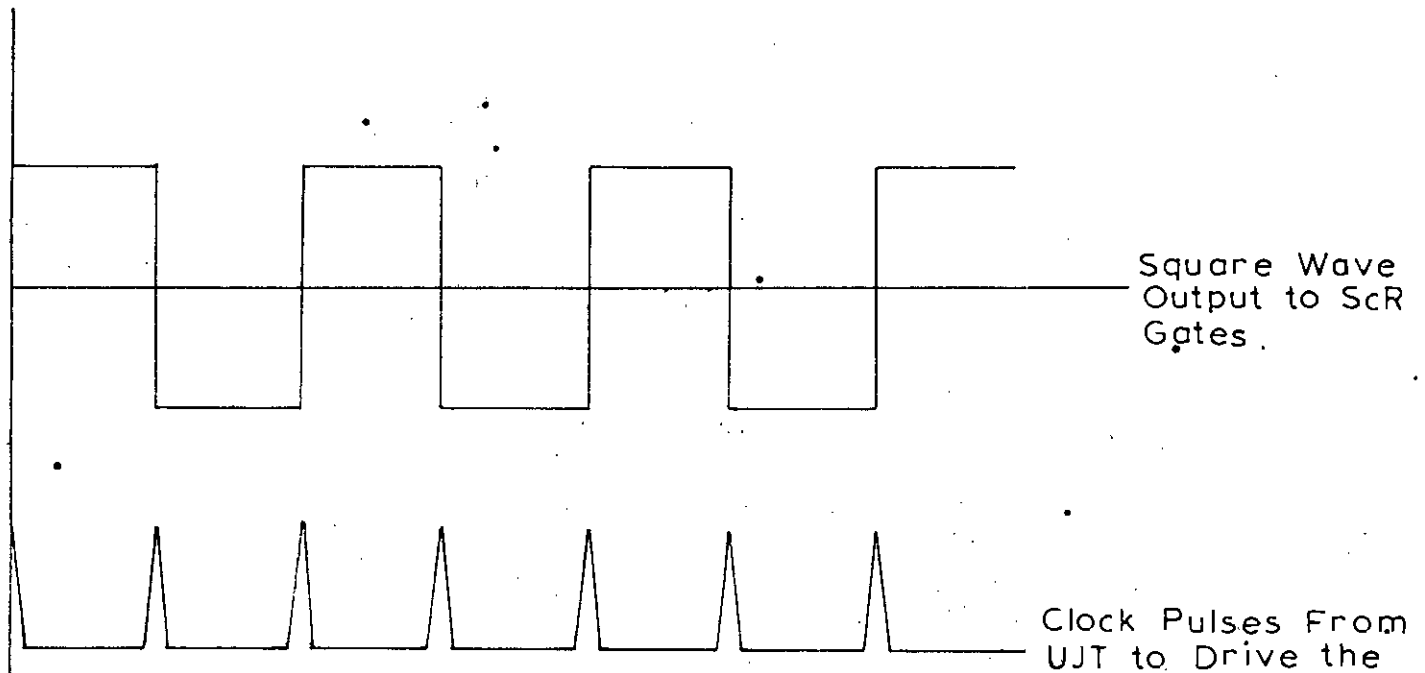 Square Wave
Output to ScR
Gates.
Clock Pulses From
UJT to Drive the